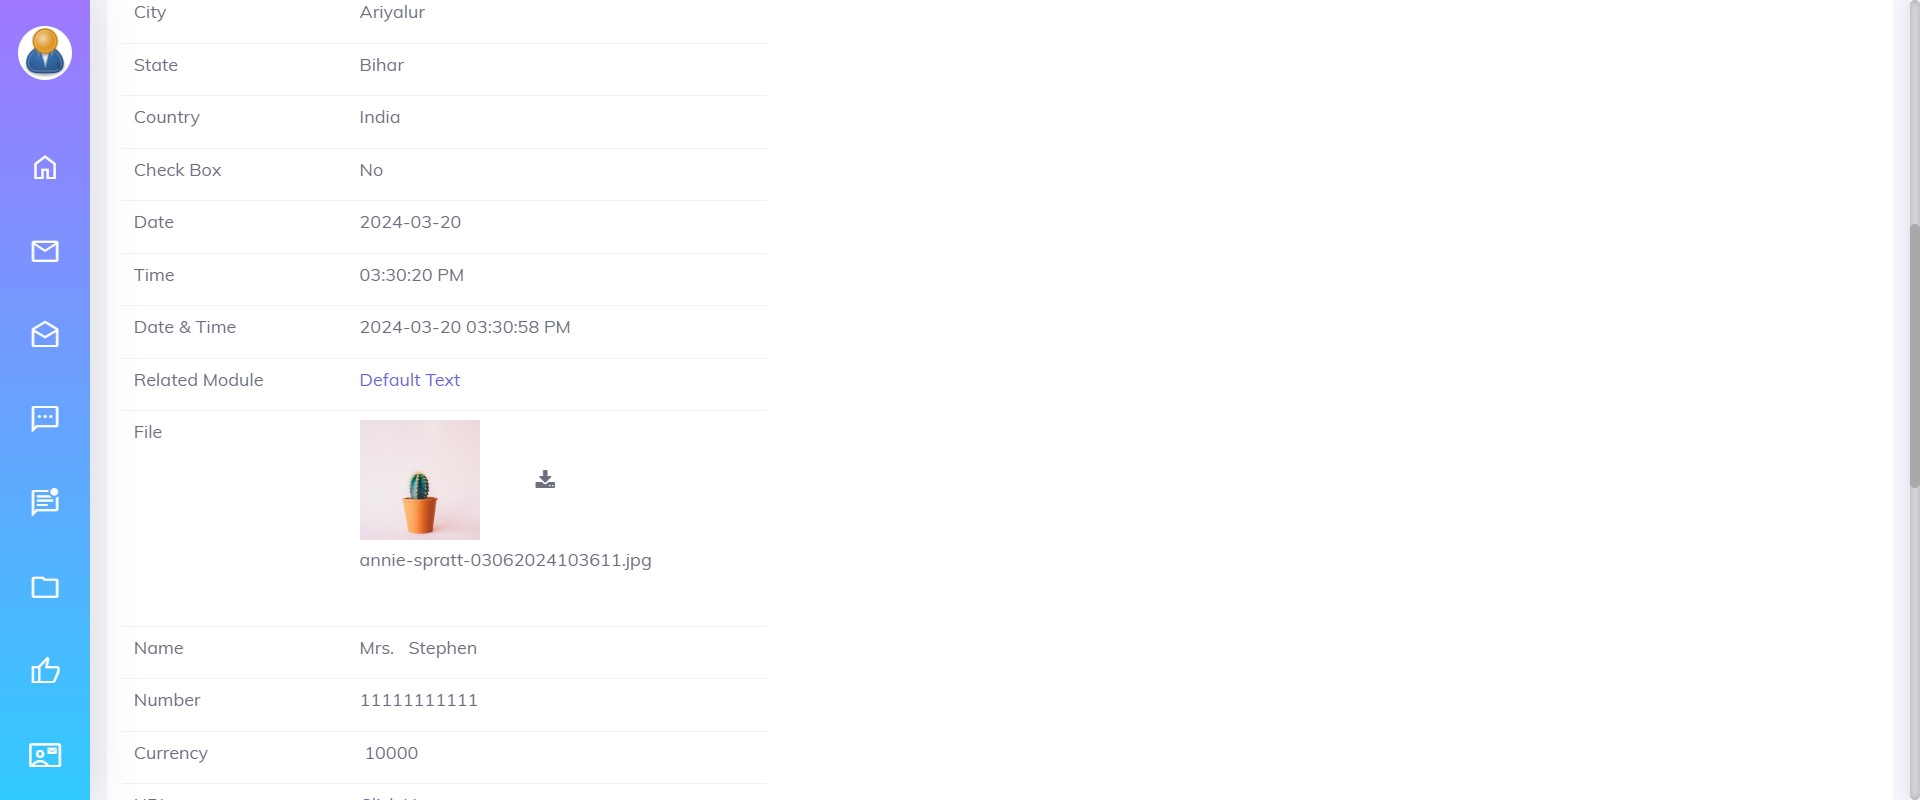 City Ariyalur
State Bihar
Country India
Check Box No
Date 2024-03-20
Time 03:30:20 PM
Date & Time 2024-03-20 03:30:58 PM
Related Module Default Text
File
annie-spratt-03062024103611.jpg
Name Mrs. Stephen
Number 11111111111
Currency 10000